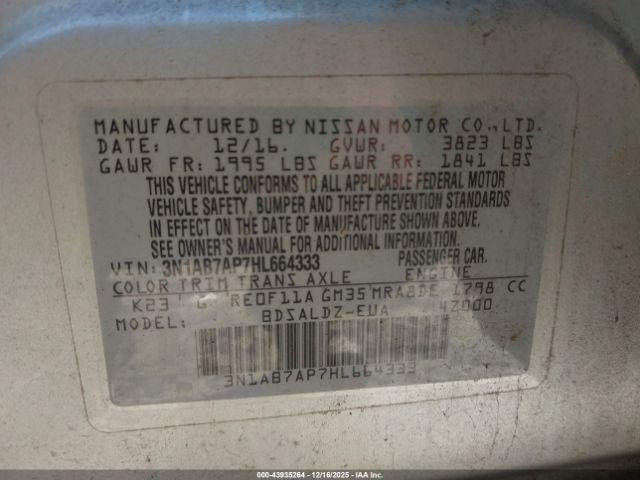 MANUFACTURED BY NISSAN MOTOR CO.,LTD.
DATE: 12/16. GVWR: 3823 LBS
GAWR FR: 1995 LBS GAWR RR: 1841 LBS
THIS VEHICLE CONFORMS TO ALL APPLICABLE FEDERAL MOTOR
VEHICLE SAFETY, BUMPER AND THEFT PREVENTION STANDARDS
IN EFFECT ON THE DATE OF MANUFACTURE SHOWN ABOVE.
SEE OWNER'S MANUAL FOR ADDITIONAL INFORMATION.
VIN: 3N1AB7AP7HL664333 PASSENGER CAR.
COLOR TRIM TRANS AXLE ENGINE
K23 G RE0F11A GM35 MRA8DE 1798 CC
MODEL: BDSALDZ-EUA 42000
3N1AB7AP7HL664333
000-43935264 - 12/16/2025 - IAA Inc.